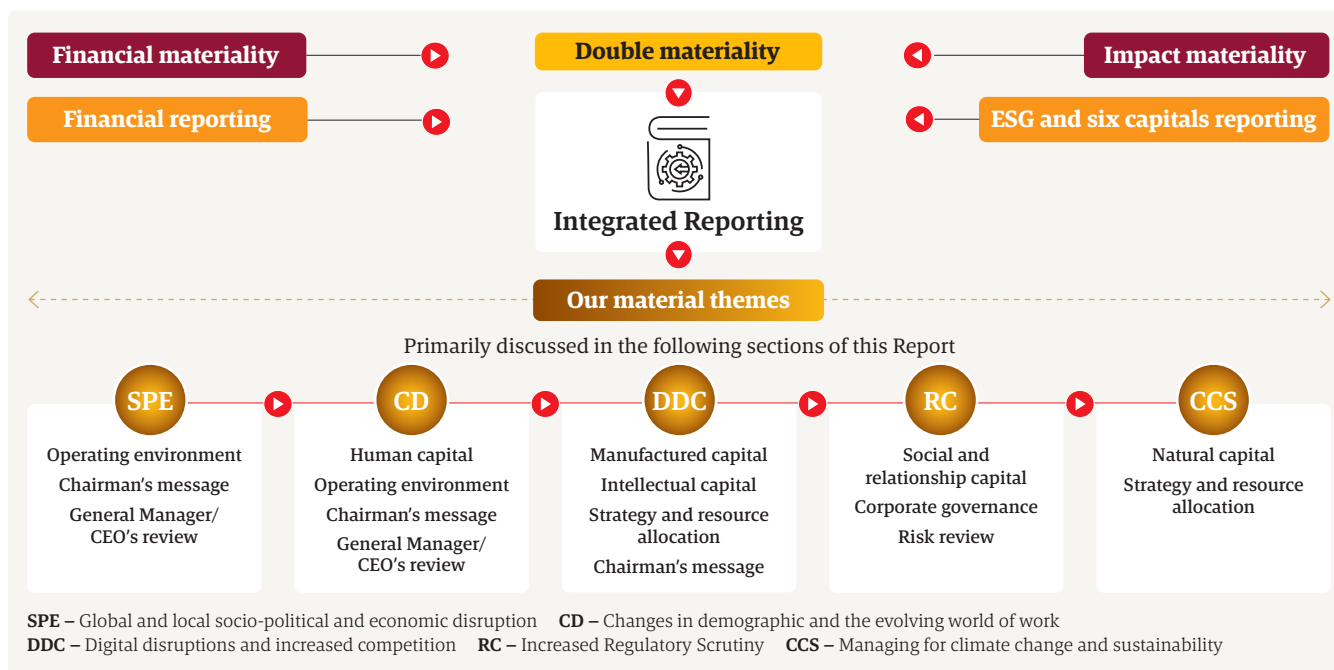 Financial materiality
Double materiality
Impact materiality
Financial reporting
ESG and six capitals reporting
Integrated Reporting
Our material themes
Primarily discussed in the following sections of this Report
SPE
Operating environment
Chairman's message
General Manager/
CEO's review
CD
Human capital
Operating environment
Chairman's message
General Manager/
CEO's review
DDC
Manufactured capital
Intellectual capital
Strategy and resource
allocation
Chairman's message
RC
Social and
relationship capital
Corporate governance
Risk review
CCS
Natural capital
Strategy and resource
allocation
SPE – Global and local socio-political and economic disruption CD – Changes in demographic and the evolving world of work
DDC – Digital disruptions and increased competition RC – Increased Regulatory Scrutiny CCS – Managing for climate change and sustainability